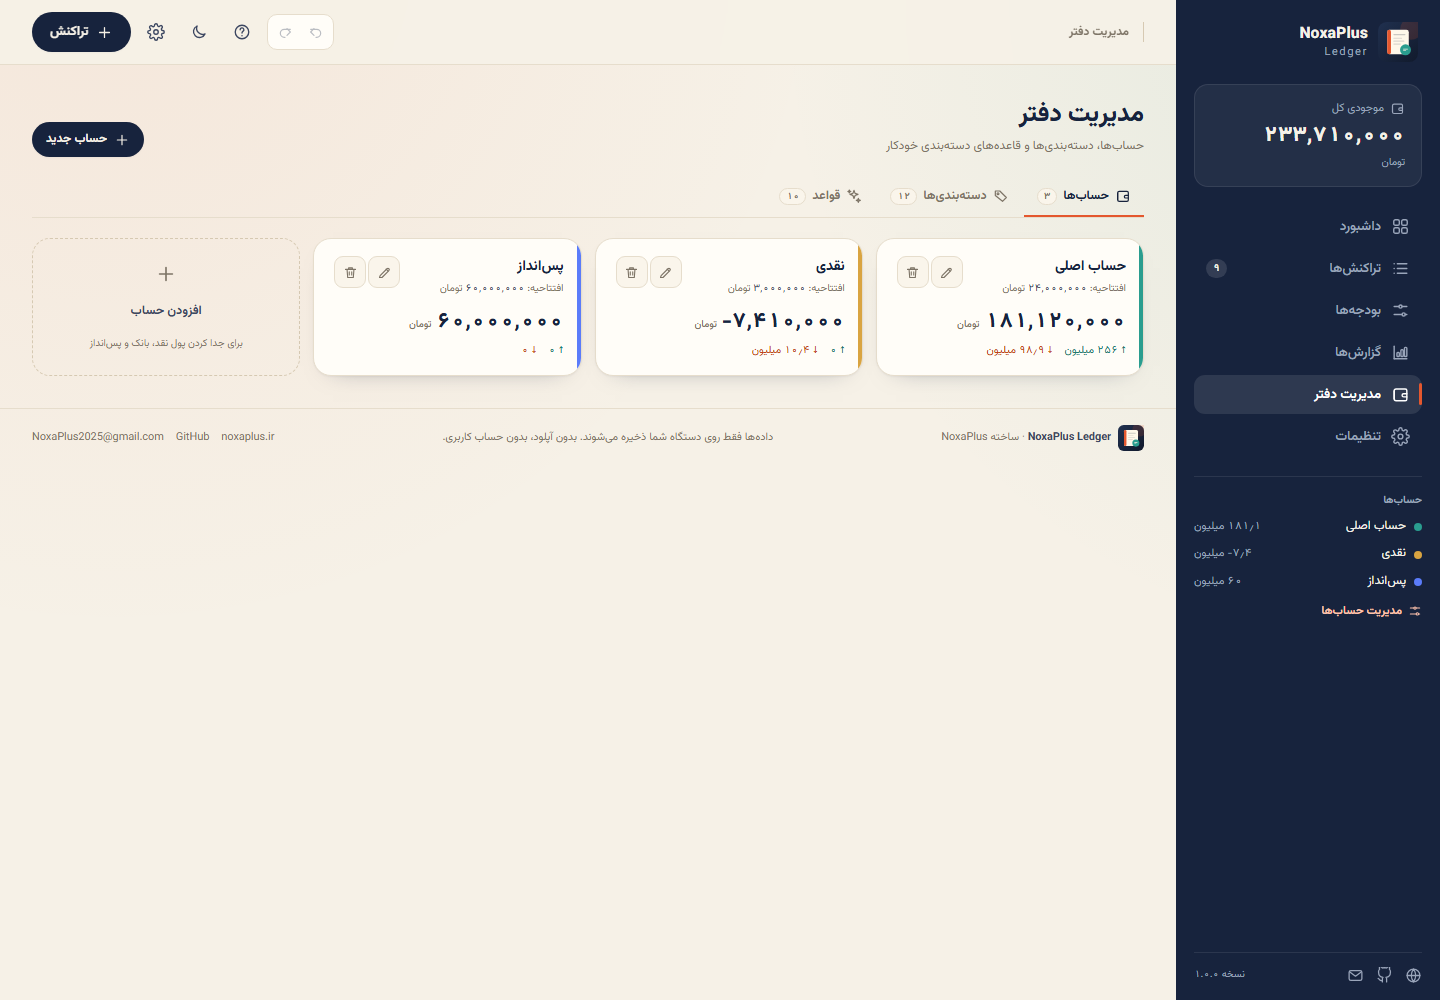 NoxaPlus
Ledger
موجودی کل
۲۳۳,۷۱۰,۰۰۰
تومان
داشبورد
تراکنش‌ها ۹
بودجه‌ها
گزارش‌ها
مدیریت دفتر
تنظیمات
حساب‌ها
حساب اصلی ۱۸۱٫۱ میلیون
نقدی ‎-۷٫۴ میلیون
پس‌انداز ۶۰ میلیون
مدیریت حساب‌ها
نسخه ۱.۰.۰
مدیریت دفتر
تراکنش
مدیریت دفتر
حساب‌ها، دسته‌بندی‌ها و قاعده‌های دسته‌بندی خودکار
حساب جدید
حساب‌ها ۳ دسته‌بندی‌ها ۱۲ قواعد ۱۰
حساب اصلی
افتتاحیه: ۲۴,۰۰۰,۰۰۰ تومان
۱۸۱,۱۲۰,۰۰۰ تومان
↑ ۲۵۶ میلیون ↓ ۹۸٫۹ میلیون
نقدی
افتتاحیه: ۳,۰۰۰,۰۰۰ تومان
‎-۷,۴۱۰,۰۰۰ تومان
↑ ۰ ↓ ۱۰٫۴ میلیون
پس‌انداز
افتتاحیه: ۶۰,۰۰۰,۰۰۰ تومان
۶۰,۰۰۰,۰۰۰ تومان
↑ ۰ ↓ ۰
افزودن حساب
برای جدا کردن پول نقد، بانک و پس‌انداز
NoxaPlus Ledger · ساخته NoxaPlus
داده‌ها فقط روی دستگاه شما ذخیره می‌شوند. بدون آپلود، بدون حساب کاربری.
noxaplus.ir GitHub NoxaPlus2025@gmail.com